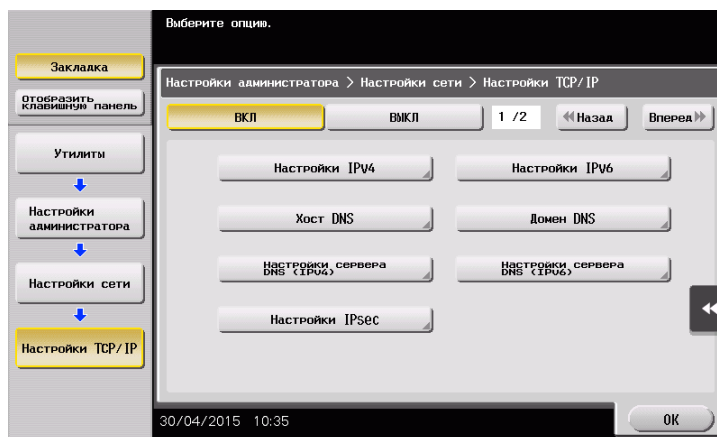 Выберите опцию.
Закладка
Отобразить
клавишную панель
Утилиты
Настройки
администратора
Настройки сети
Настройки TCP/IP
Настройки администратора > Настройки сети > Настройки TCP/IP
ВКЛ
ВЫКЛ
1 /2
Назад
Вперед
Настройки IPv4
Настройки IPv6
Хост DNS
Домен DNS
Настройки сервера
DNS (IPv4)
Настройки сервера
DNS (IPv6)
Настройки IPsec
30/04/2015 10:35
OK